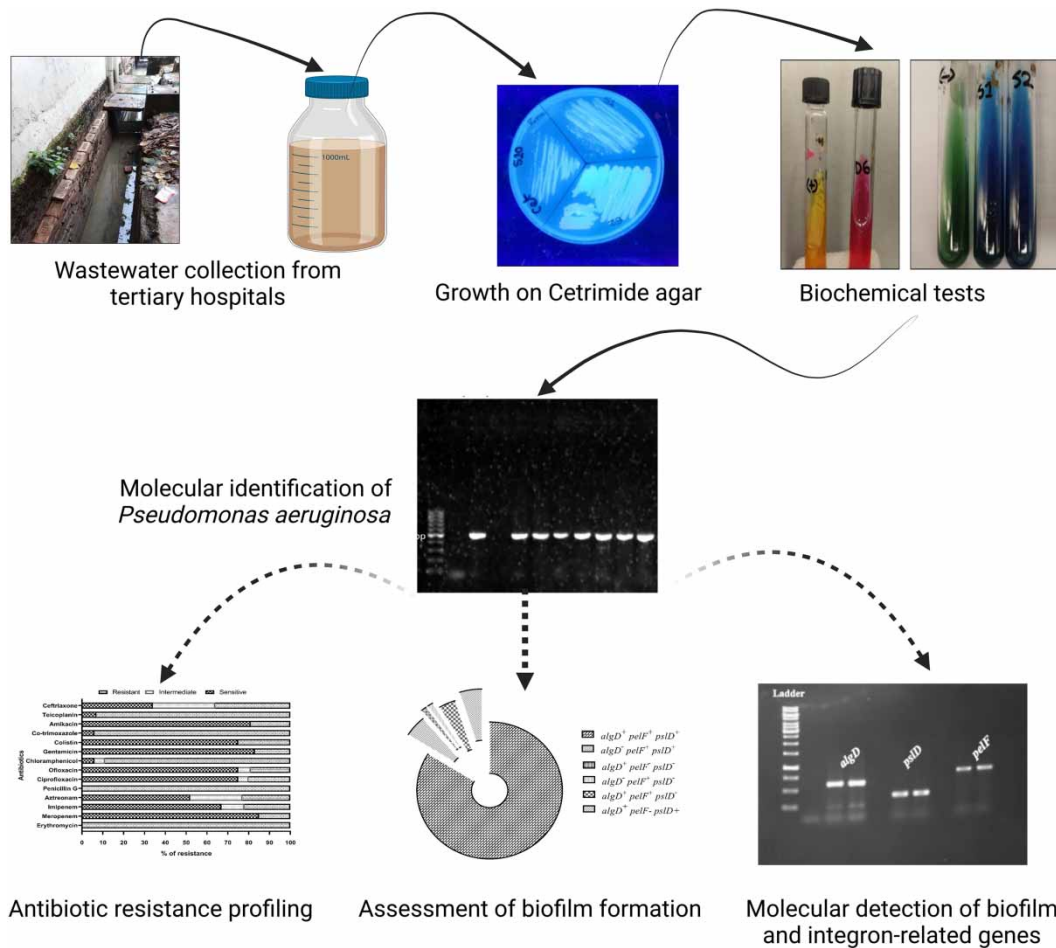 1000mL
S20
(+)
D6
(-)
S1
S2
Wastewater collection from
tertiary hospitals
Growth on Cetrimide agar
Biochemical tests
Molecular identification of
Pseudomonas aeruginosa
Resistant Intermediate Sensitive
Antibiotics
Ceftriaxone
Teicoplanin
Amikacin
Co-trimoxazole
Colistin
Gentamicin
Chloramphenicol
Ofloxacin
Ciprofloxacin
Penicillin G
Aztreonam
Imipenem
Meropenem
Erythromycin
0 10 20 30 40 50 60 70 80 90 100
% of resistance
algD+ pelF+ pslD+
algD- pelF+ pslD+
algD+ pelF- pslD-
algD- pelF+ pslD-
algD+ pelF+ pslD-
algD+ pelF- pslD+
Ladder
algD
pslD
pelF
Antibiotic resistance profiling
Assessment of biofilm formation
Molecular detection of biofilm
and integron-related genes